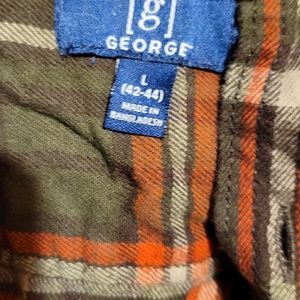 [g]
GEORGE
L
(42-44)
MADE IN
BANGLADESH